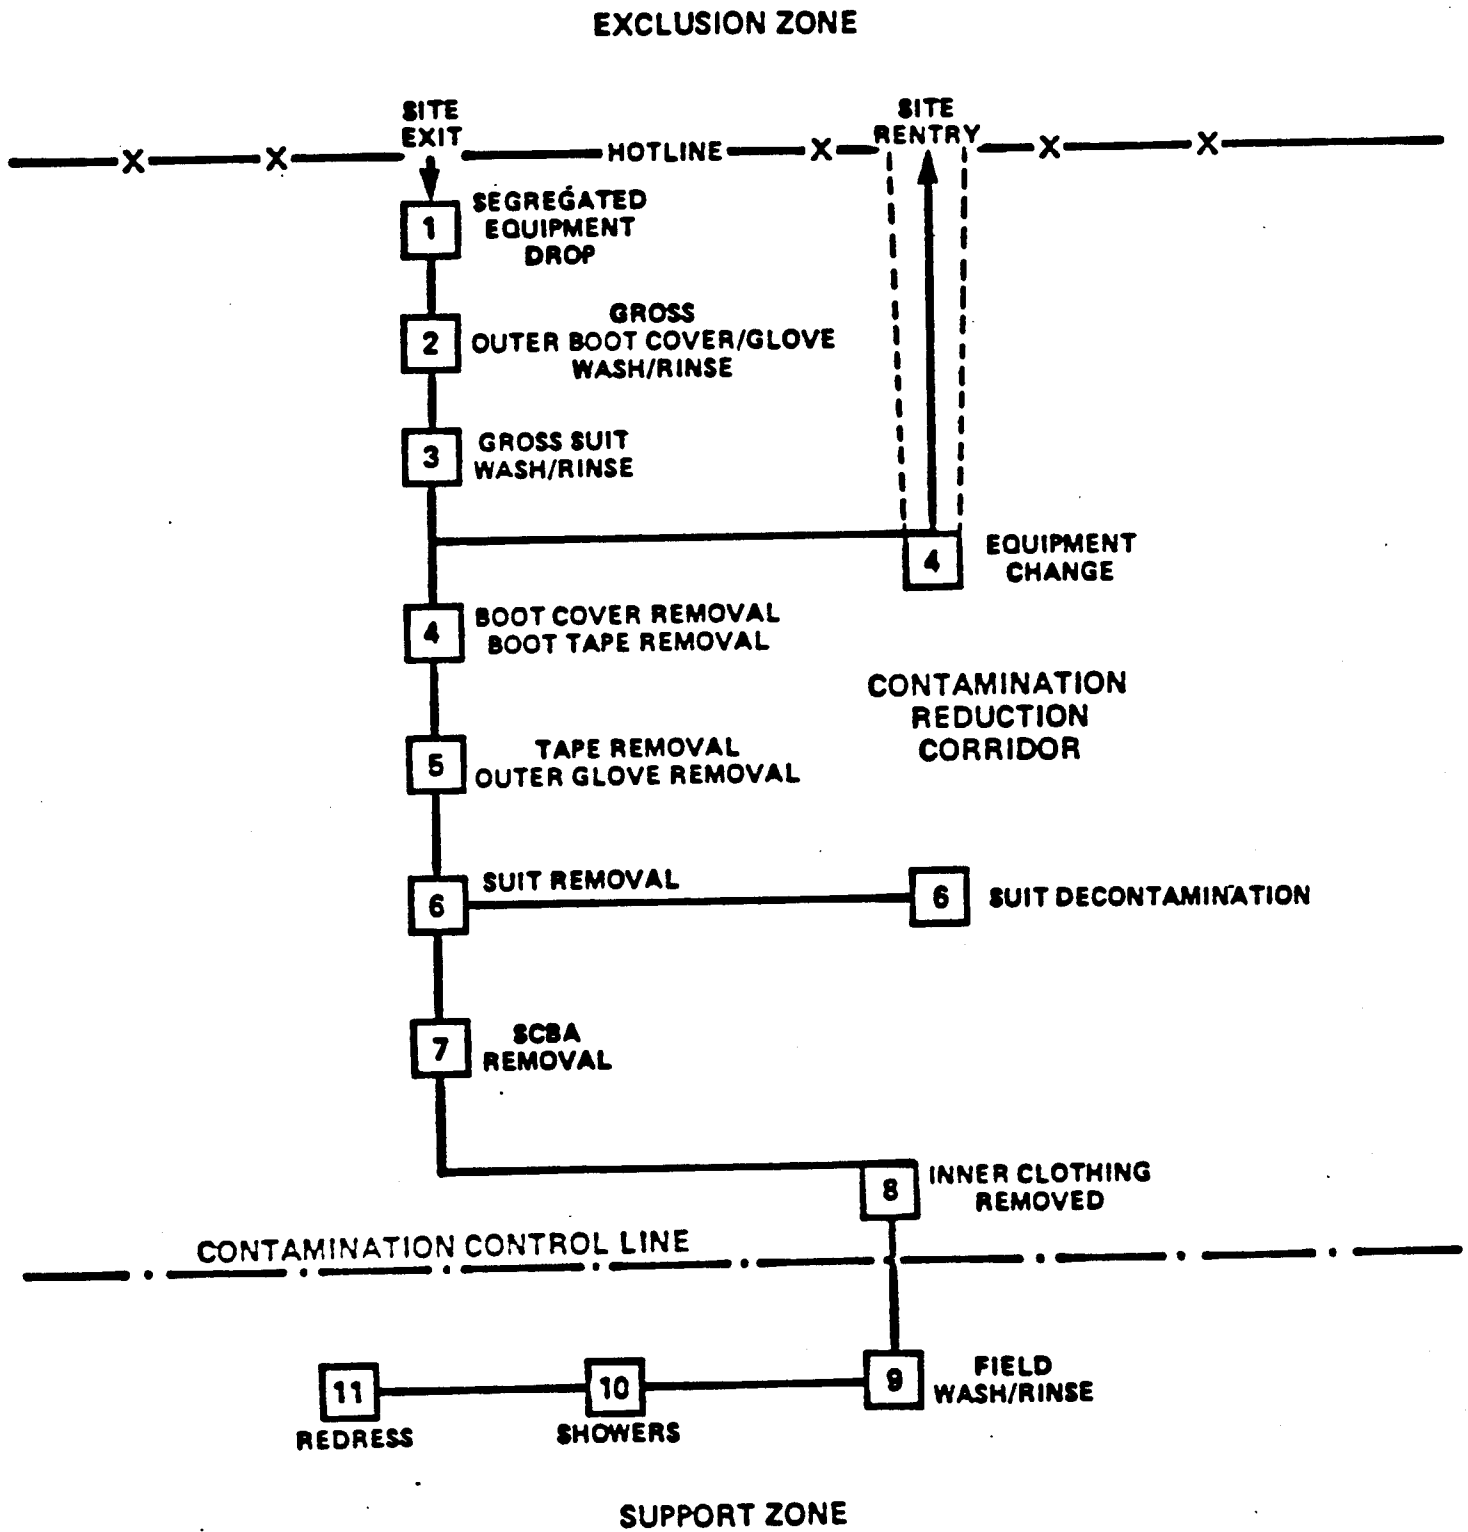 EXCLUSION ZONE
SITE
EXIT
SITE
RENTRY
X X HOTLINE X X X
1
SEGREGATED
EQUIPMENT
DROP
2
GROSS
OUTER BOOT COVER/GLOVE
WASH/RINSE
3
GROSS SUIT
WASH/RINSE
4
EQUIPMENT
CHANGE
4
BOOT COVER REMOVAL
BOOT TAPE REMOVAL
CONTAMINATION
REDUCTION
CORRIDOR
5
TAPE REMOVAL
OUTER GLOVE REMOVAL
6
SUIT REMOVAL
6
SUIT DECONTAMINATION
7
SCBA
REMOVAL
8
INNER CLOTHING
REMOVED
CONTAMINATION CONTROL LINE
9
FIELD
WASH/RINSE
10
SHOWERS
11
REDRESS
SUPPORT ZONE